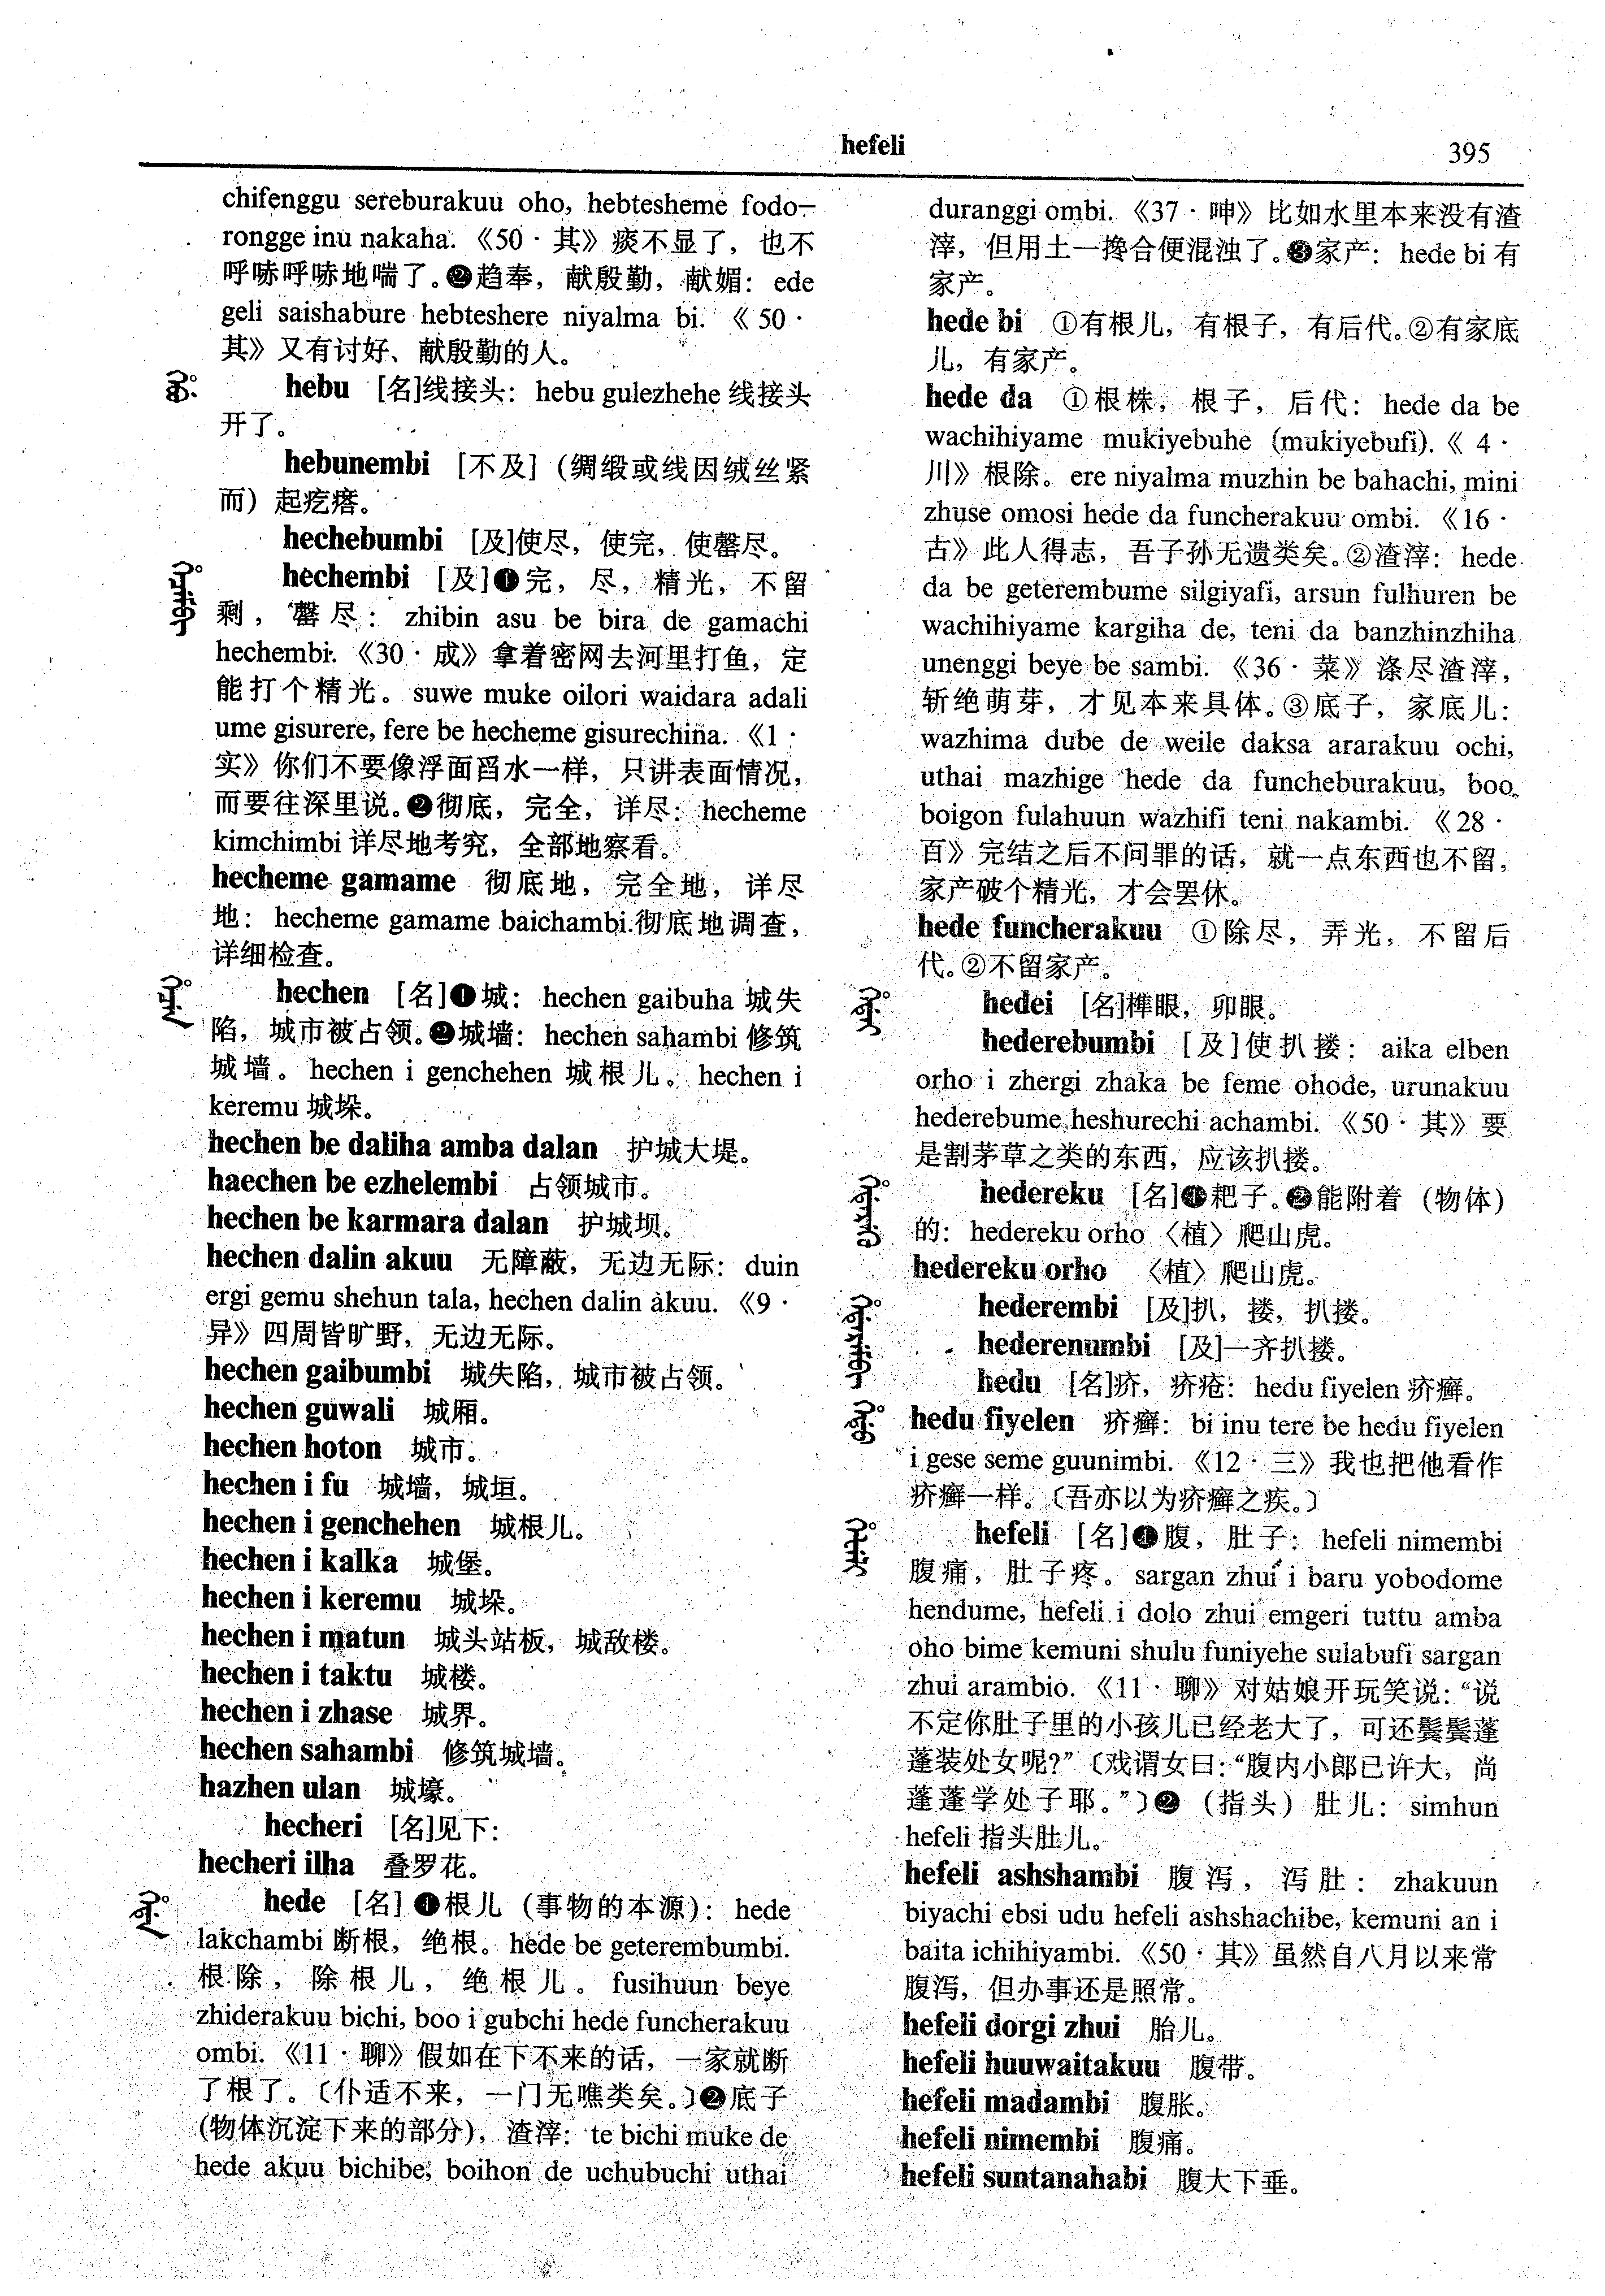 hefeli
395
chifenggu sereburakuu oho, hebtesheme fodo-
rongge inu nakaha. 《50·其》痰不显了，也不
呼哧呼哧地喘了。❷趋奉，献殷勤，献媚：ede
geli saishabure hebteshere niyalma bi. 《50·
其》又有讨好、献殷勤的人。
hebu [名]线接头：hebu gulezhehe 线接头
开了。
hebunembi [不及]（绸缎或线因绒丝紧
而）起疙瘩。
hechebumbi [及]使尽，使完，使罄尽。
hechembi [及]❶完，尽，精光，不留
剩，罄尽：zhibin asu be bira de gamachi
hechembi. 《30·成》拿着密网去河里打鱼，定
能打个精光。suwe muke oilori waidara adali
ume gisurere, fere be hecheme gisurechina. 《1·
实》你们不要像浮面舀水一样，只讲表面情况，
而要往深里说。❷彻底，完全，详尽：hecheme
kimchimbi 详尽地考究，全部地察看。
hecheme gamame 彻底地，完全地，详尽
地：hecheme gamame baichambi.彻底地调查，
详细检查。
hechen [名]❶城：hechen gaibuha 城失
陷，城市被占领。❷城墙：hechen sahambi 修筑
城墙。hechen i genchehen 城根儿。hechen i
keremu 城垛。
hechen be daliha amba dalan 护城大堤。
haechen be ezhelembi 占领城市。
hechen be karmara dalan 护城坝。
hechen dalin akuu 无障蔽，无边无际：duin
ergi gemu shehun tala, hechen dalin akuu. 《9·
异》四周皆旷野，无边无际。
hechen gaibumbi 城失陷，城市被占领。
hechen guwali 城厢。
hechen hoton 城市。
hechen i fu 城墙，城垣。
hechen i genchehen 城根儿。
hechen i kalka 城堡。
hechen i keremu 城垛。
hechen i matun 城头站板，城敌楼。
hechen i taktu 城楼。
hechen i zhase 城界。
hechen sahambi 修筑城墙。
hazhen ulan 城壕。
hecheri [名]见下：
hecheri ilha 叠罗花。
hede [名] ❶根儿（事物的本源）：hede
lakchambi 断根，绝根。hede be geterembumbi.
根除，除根儿，绝根儿。fusihuun beye
zhiderakuu bichi, boo i gubchi hede funcherakuu
ombi. 《11·聊》假如在下不来的话，一家就断
了根了。〔仆适不来，一门无噍类矣。〕❷底子
（物体沉淀下来的部分），渣滓：te bichi muke de
hede akuu bichibe, boihon de uchubuchi uthai
duranggi ombi. 《37·呻》比如水里本来没有渣
滓，但用土一搀合便混浊了。❸家产：hede bi 有
家产。
hede bi ①有根儿，有根子，有后代。②有家底
儿，有家产。
hede da ①根株，根子，后代：hede da be
wachihiyame mukiyebuhe (mukiyebufi). 《4·
川》根除。ere niyalma muzhin be bahachi, mini
zhuse omosi hede da funcherakuu ombi. 《16·
古》此人得志，吾子孙无遗类矣。②渣滓：hede
da be geterembume silgiyafi, arsun fulhuren be
wachihiyame kargiha de, teni da banzhinzhiha
unenggi beye be sambi. 《36·菜》涤尽渣滓，
斩绝萌芽，才见本来具体。③底子，家底儿：
wazhima dube de weile daksa ararakuu ochi,
uthai mazhige hede da funcheburakuu, boo
boigon fulahuun wazhifi teni nakambi. 《28·
百》完结之后不问罪的话，就一点东西也不留，
家产破个精光，才会罢休。
hede funcherakuu ①除尽，弄光，不留后
代。②不留家产。
hedei [名]榫眼，卯眼。
hederebumbi [及]使扒搂：aika elben
orho i zhergi zhaka be feme ohode, urunakuu
hederebume heshurechi achambi. 《50·其》要
是割茅草之类的东西，应该扒搂。
hedereku [名]❶耙子。❷能附着（物体）
的：hedereku orho 〈植〉爬山虎。
hedereku orho 〈植〉爬山虎。
hederembi [及]扒，搂，扒搂。
hederenumbi [及]一齐扒搂。
hedu [名]疥，疥疮：hedu fiyelen 疥癣。
hedu fiyelen 疥癣：bi inu tere be hedu fiyelen
i gese seme guunimbi. 《12·三》我也把他看作
疥癣一样。〔吾亦以为疥癣之疾。〕
hefeli [名]❶腹，肚子：hefeli nimembi
腹痛，肚子疼。sargan zhui i baru yobodome
hendume, hefeli i dolo zhui emgeri tuttu amba
oho bime kemuni shulu funiyehe sulabufi sargan
zhui arambio. 《11·聊》对姑娘开玩笑说：“说
不定你肚子里的小孩儿已经老大了，可还鬓鬓蓬
蓬装处女呢？”〔戏谓女曰：“腹内小郎已许大，尚
蓬蓬学处子耶。”〕❷（指头）肚儿：simhun
hefeli 指头肚儿。
hefeli ashshambi 腹泻，泻肚：zhakuun
biyachi ebsi udu hefeli ashshachibe, kemuni an i
baita ichihiyambi. 《50·其》虽然自八月以来常
腹泻，但办事还是照常。
hefeli dorgi zhui 胎儿。
hefeli huuwaitakuu 腹带。
hefeli madambi 腹胀。
hefeli nimembi 腹痛。
hefeli suntanahabi 腹大下垂。